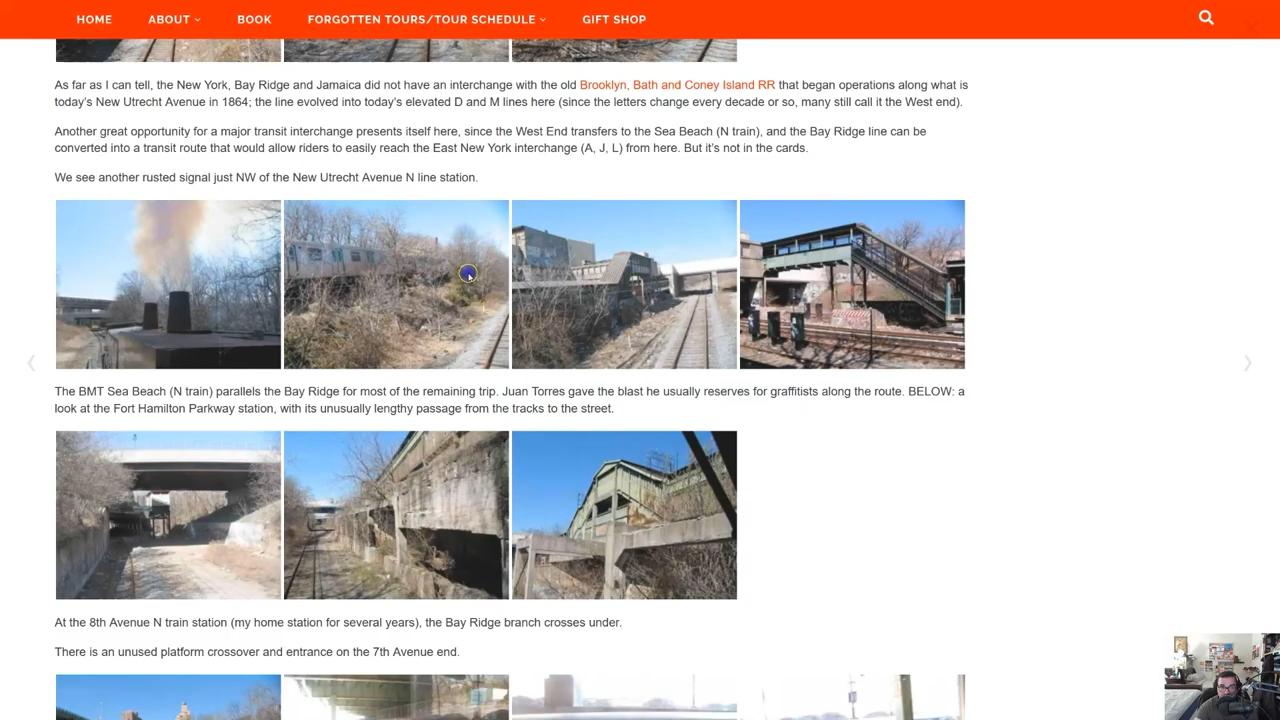 HOME ABOUT BOOK FORGOTTEN TOURS/TOUR SCHEDULE GIFT SHOP
As far as I can tell, the New York, Bay Ridge and Jamaica did not have an interchange with the old Brooklyn, Bath and Coney Island RR that began operations along what is
today's New Utrecht Avenue in 1864; the line evolved into today's elevated D and M lines here (since the letters change every decade or so, many still call it the West end).
Another great opportunity for a major transit interchange presents itself here, since the West End transfers to the Sea Beach (N train), and the Bay Ridge line can be
converted into a transit route that would allow riders to easily reach the East New York interchange (A, J, L) from here. But it's not in the cards.
We see another rusted signal just NW of the New Utrecht Avenue N line station.
The BMT Sea Beach (N train) parallels the Bay Ridge for most of the remaining trip. Juan Torres gave the blast he usually reserves for graffitists along the route. BELOW: a
look at the Fort Hamilton Parkway station, with its unusually lengthy passage from the tracks to the street.
At the 8th Avenue N train station (my home station for several years), the Bay Ridge branch crosses under.
There is an unused platform crossover and entrance on the 7th Avenue end.